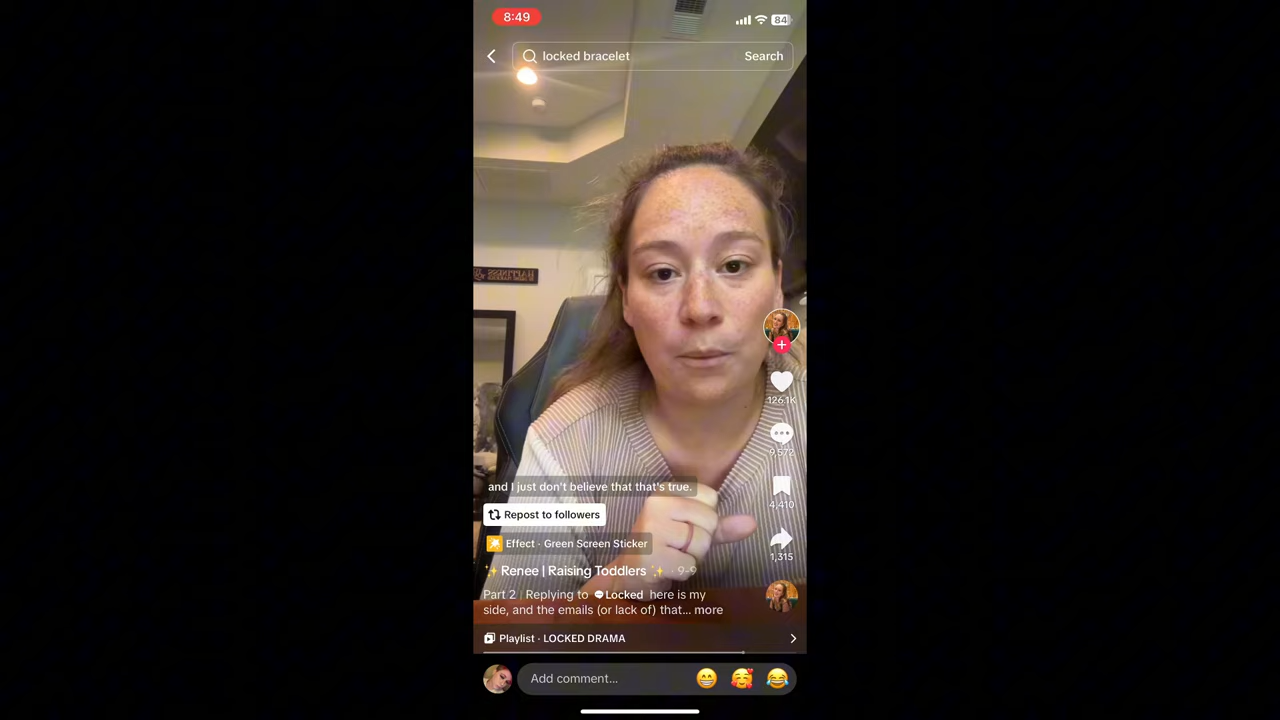 8:49
84
locked bracelet
Search
HAPPINESS
126.1K
9,572
4,410
1,315
and I just don't believe that that's true.
Repost to followers
Effect · Green Screen Sticker
✨ Renee | Raising Toddlers ✨ · 9-9
Part 2 | Replying to Locked here is my
side, and the emails (or lack of) that... more
Playlist · LOCKED DRAMA
Add comment...